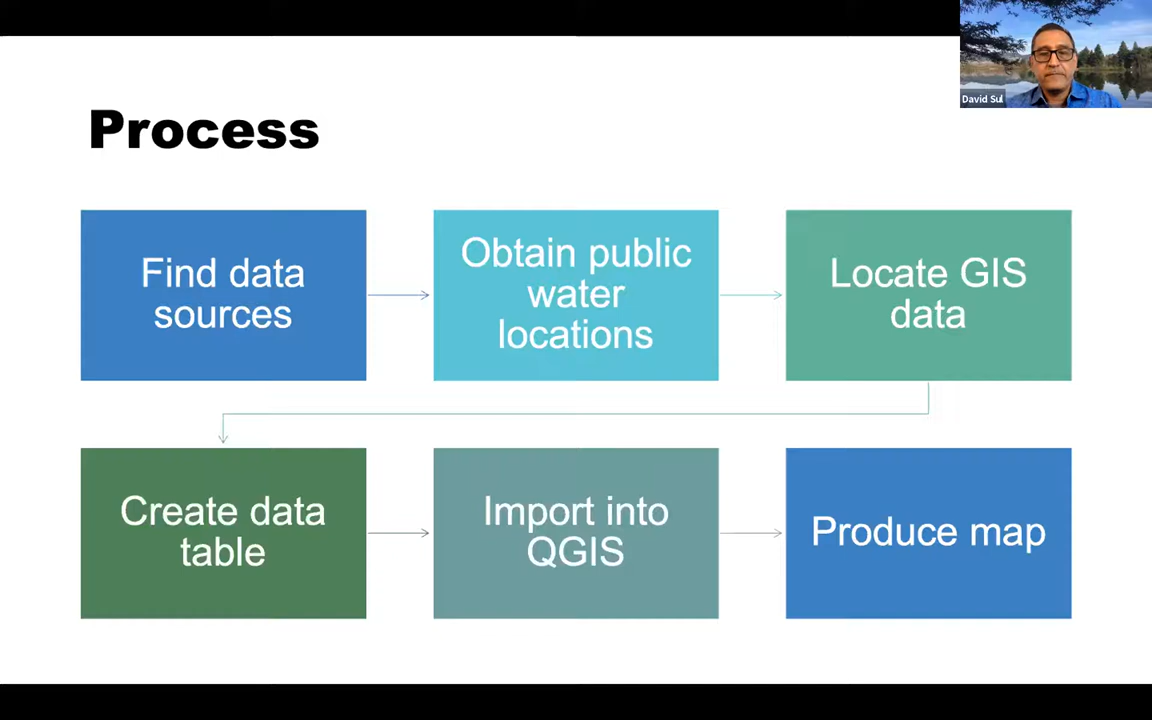 David Sul
Process
Find data
sources
Obtain public
water
locations
Locate GIS
data
Create data
table
Import into
QGIS
Produce map